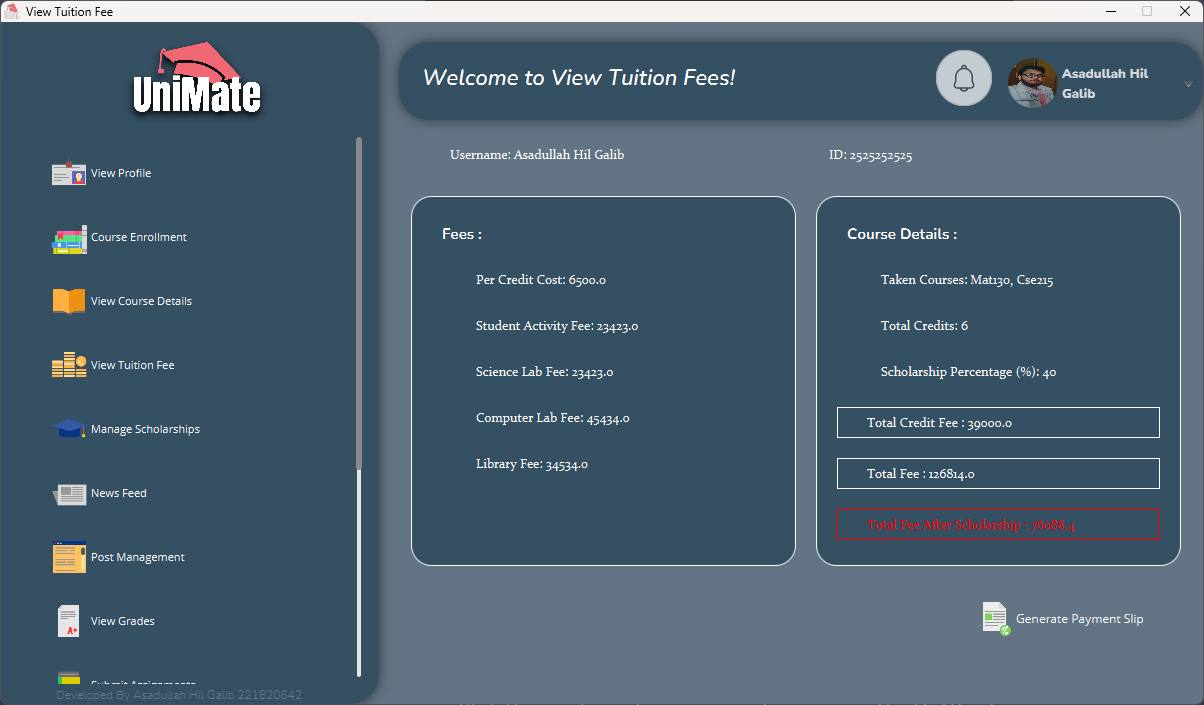 View Tuition Fee
UniMate
View Profile
Course Enrollment
View Course Details
View Tuition Fee
Manage Scholarships
News Feed
Post Management
View Grades
A+
Submit Assignments
Developed By Asadullah Hil Galib 221820642
Welcome to View Tuition Fees!
Asadullah Hil
Galib
Username: Asadullah Hil Galib
ID: 2525252525
Fees :
Per Credit Cost: 6500.0
Student Activity Fee: 23423.0
Science Lab Fee: 23423.0
Computer Lab Fee: 45434.0
Library Fee: 34534.0
Course Details :
Taken Courses: Mat130, Cse215
Total Credits: 6
Scholarship Percentage (%): 40
Total Credit Fee : 39000.0
Total Fee : 126814.0
Total Fee After Scholarship : 76088.4
Generate Payment Slip